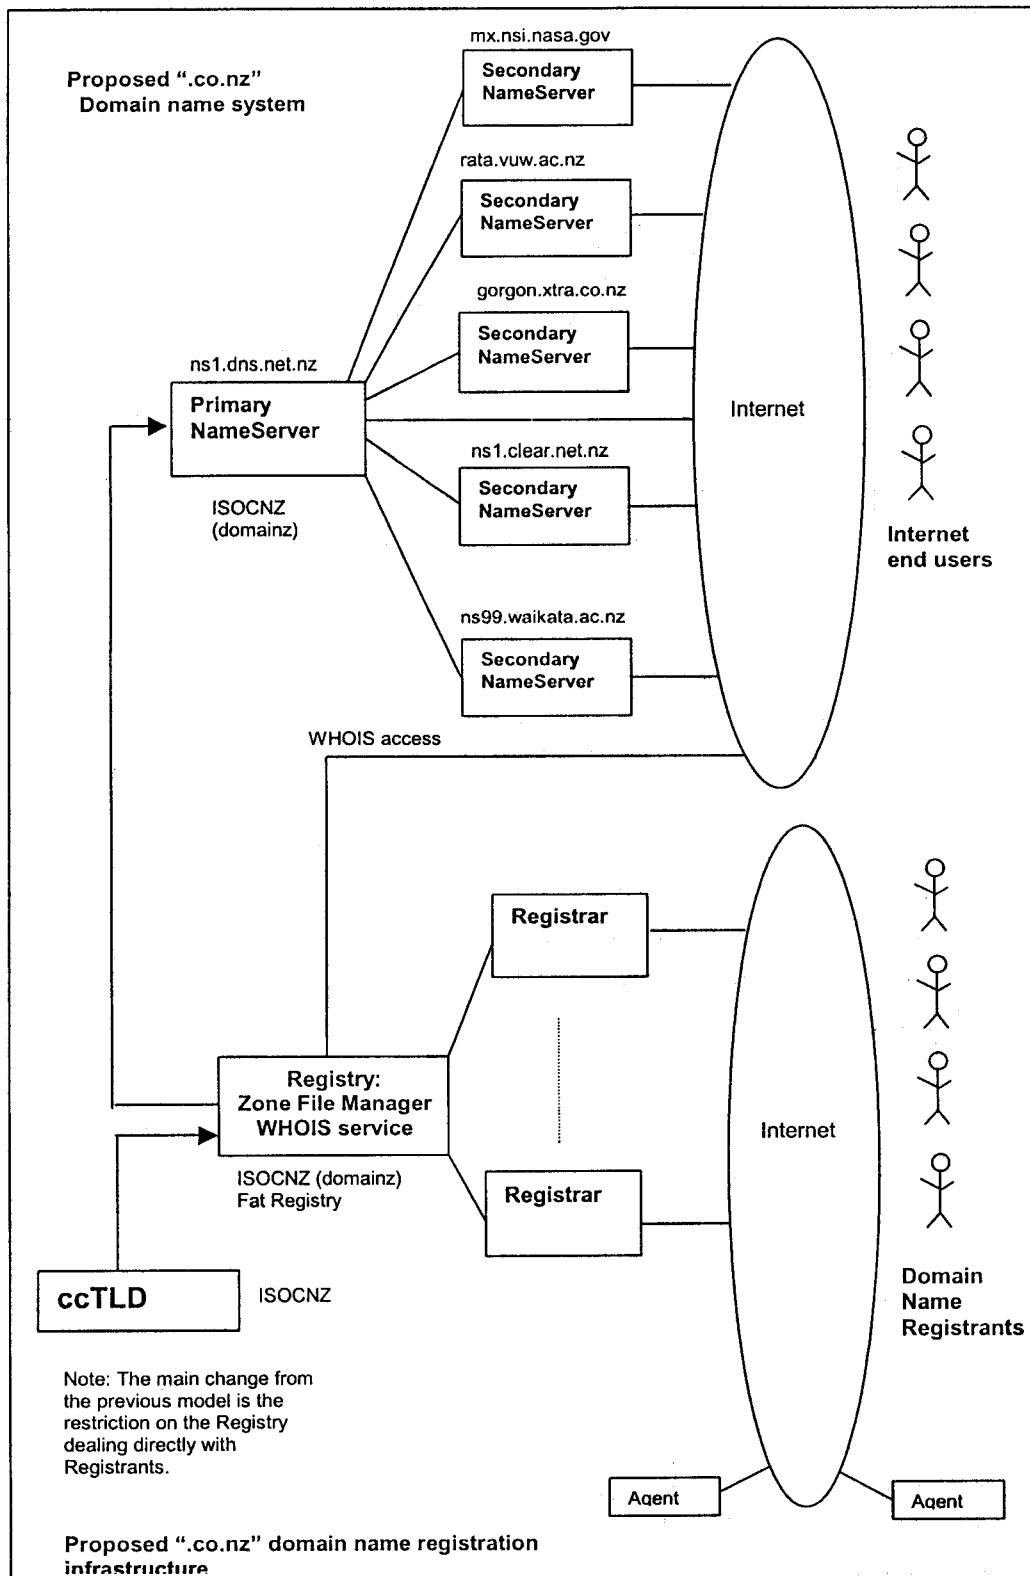 mx.nsi.nasa.gov
Proposed “.co.nz”
Domain name system
Secondary
NameServer
rata.vuw.ac.nz
Secondary
NameServer
gorgon.xtra.co.nz
Secondary
NameServer
ns1.dns.net.nz
Primary
NameServer
Internet
ns1.clear.net.nz
Secondary
NameServer
ISOCNZ
(domainz)
Internet
end users
ns99.waikata.ac.nz
Secondary
NameServer
WHOIS access
Registrar
Registry:
Zone File Manager
WHOIS service
Internet
ISOCNZ (domainz)
Fat Registry
Registrar
ccTLD
ISOCNZ
Domain
Name
Registrants
Note: The main change from
the previous model is the
restriction on the Registry
dealing directly with
Registrants.
Agent
Agent
Proposed “.co.nz” domain name registration
infrastructure